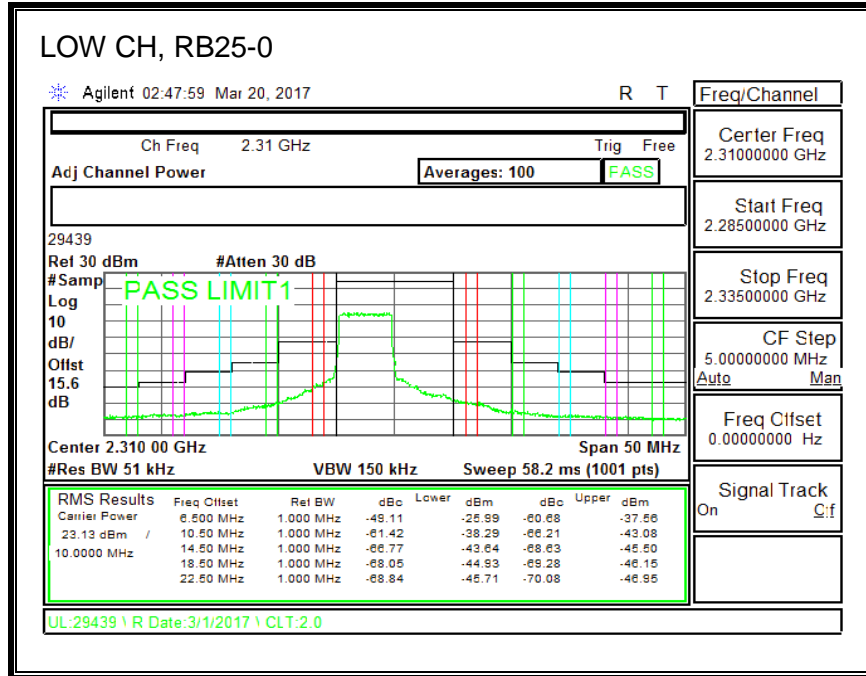 LOW CH, RB25-0
Agilent 02:47:59 Mar 20, 2017 R T
Freq/Channel
Ch Freq 2.31 GHz Trig Free
Adj Channel Power Averages: 100 PASS
Center Freq
2.31000000 GHz
Start Freq
2.28500000 GHz
Stop Freq
2.33500000 GHz
CF Step
5.00000000 MHz
Auto Man
Freq Offset
0.00000000 Hz
Signal Track
On Off
29439
Ref 30 dBm #Atten 30 dB
#Samp
Log
10
dB/
Offst
15.6
dB
PASS LIMIT1
Center 2.310 00 GHz Span 50 MHz
#Res BW 51 kHz VBW 150 kHz Sweep 58.2 ms (1001 pts)
RMS Results Freq Offset Ref BW dBc Lower dBm dBc Upper dBm
Carrier Power 6.500 MHz 1.000 MHz -49.11 -25.99 -60.68 -37.56
23.13 dBm / 10.50 MHz 1.000 MHz -61.42 -38.29 -66.21 -43.08
10.0000 MHz 14.50 MHz 1.000 MHz -66.77 -43.64 -68.63 -45.50
18.50 MHz 1.000 MHz -68.05 -44.93 -69.28 -46.15
22.50 MHz 1.000 MHz -68.84 -45.71 -70.08 -46.95
UL:29439 \ R Date:3/1/2017 \ CLT:2.0